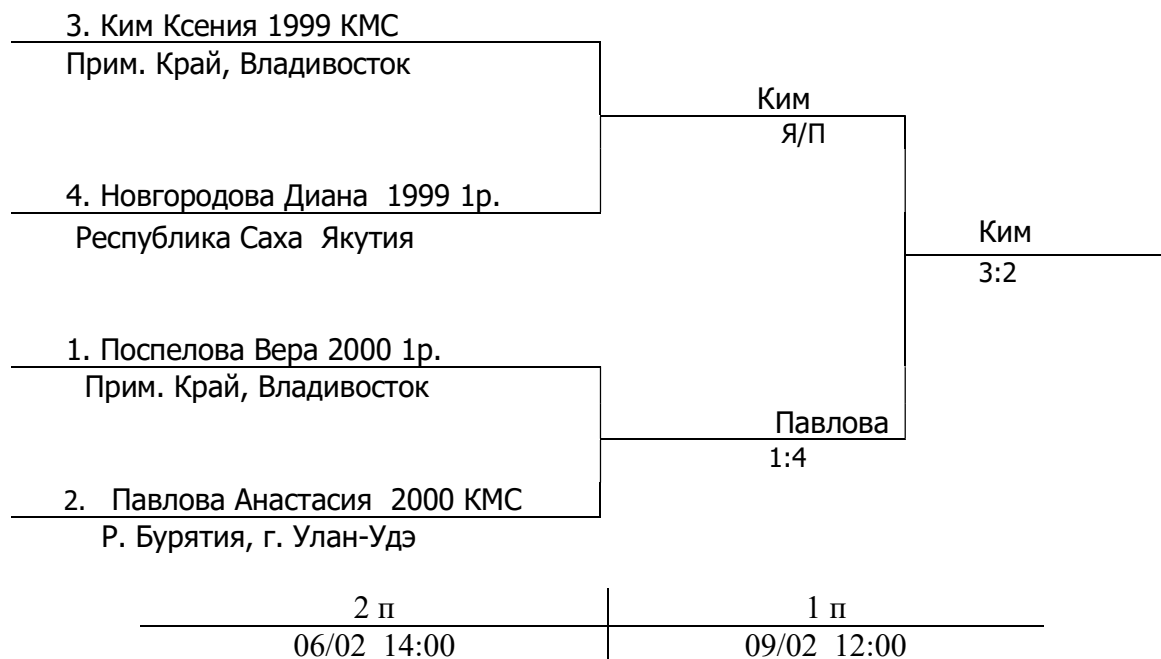 3. Ким Ксения 1999 КМС
Прим. Край, Владивосток
Ким
Я/П
4. Новгородова Диана 1999 1р.
Республика Саха Якутия
Ким
3:2
1. Поспелова Вера 2000 1р.
Прим. Край, Владивосток
Павлова
1:4
2. Павлова Анастасия 2000 КМС
Р. Бурятия, г. Улан-Удэ
2 п 1 п
06/02 14:00 09/02 12:00